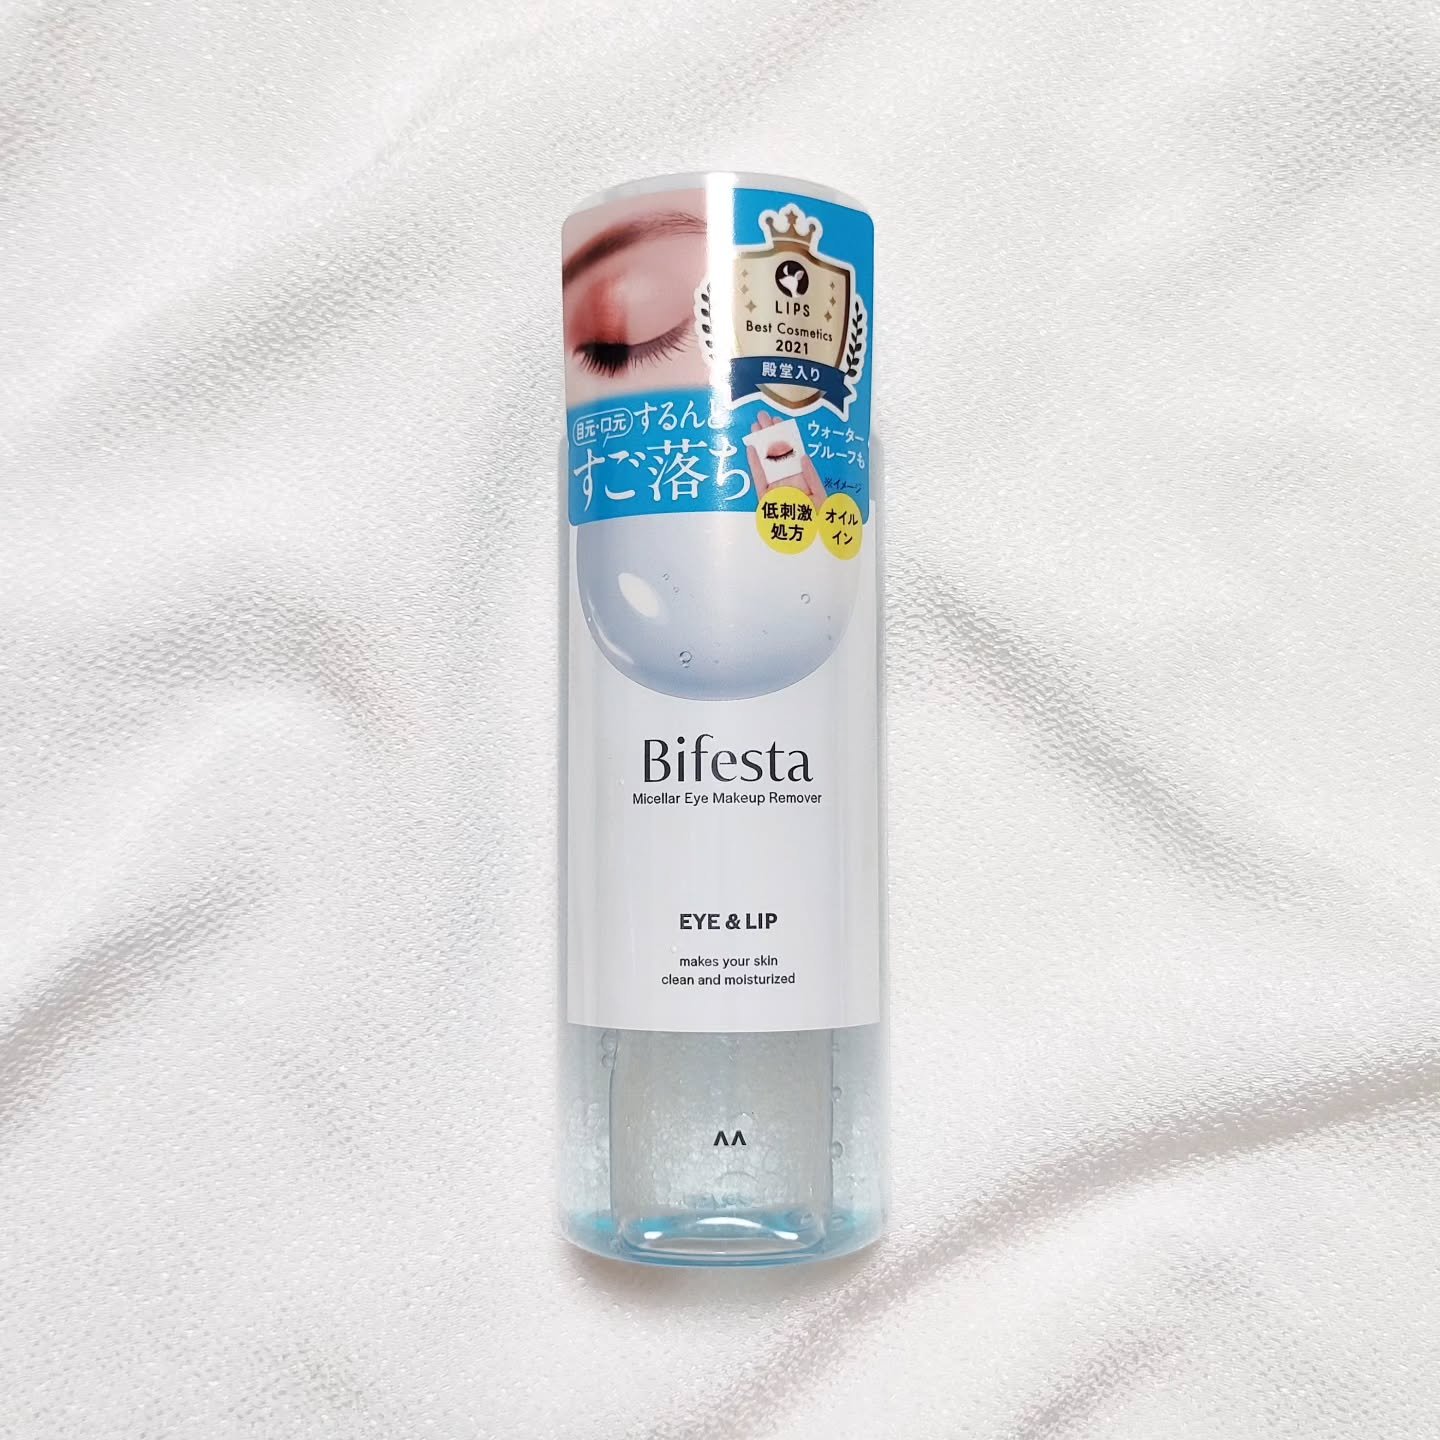 LIPS
Best Cosmetics
2021
殿堂入り
目元・口元
するんと
すご落ち
ウォーター
プルーフも
※イメージ
低刺激
処方
オイル
イン
Bifesta
Micellar Eye Makeup Remover
EYE & LIP
makes your skin
clean and moisturized